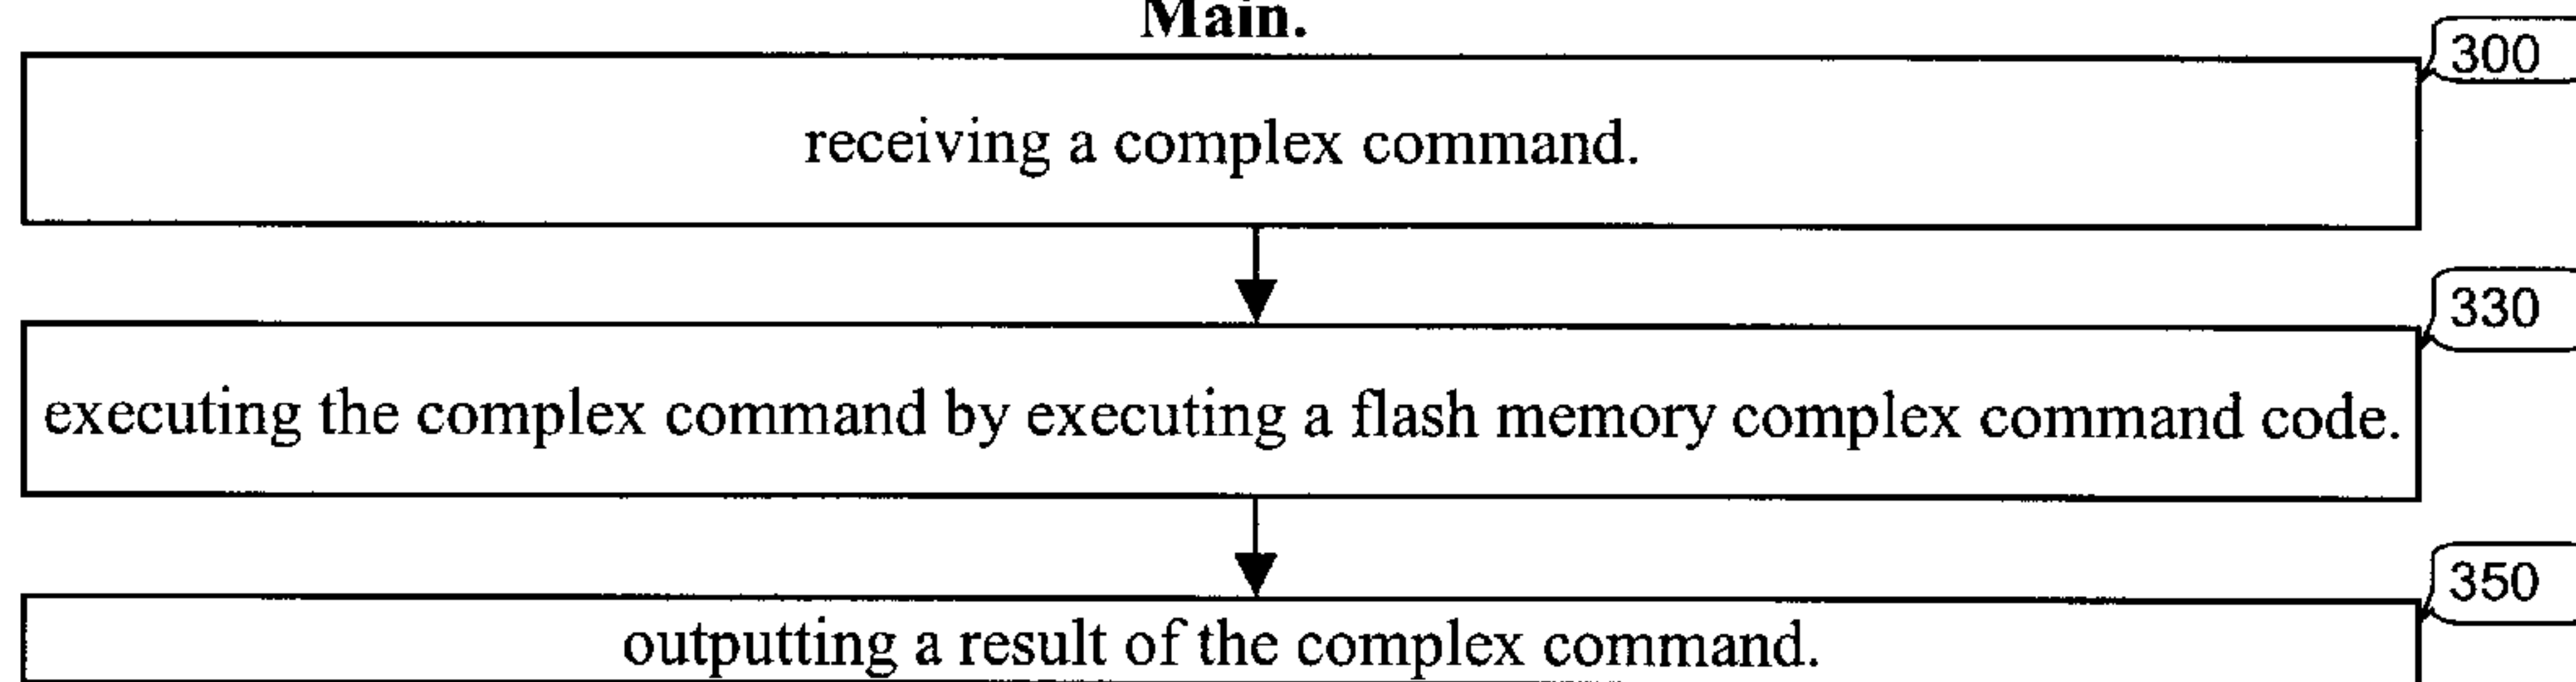 Main.
300
receiving a complex command.
330
executing the complex command by executing a flash memory complex command code.
350
outputting a result of the complex command.